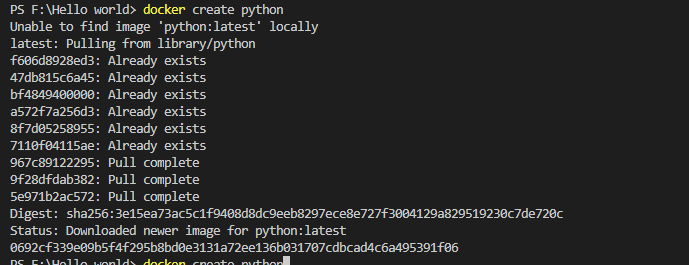 PS F:\Hello world> docker create python
Unable to find image 'python:latest' locally
latest: Pulling from library/python
f606d8928ed3: Already exists
47db815c6a45: Already exists
bf4849400000: Already exists
a572f7a256d3: Already exists
8f7d05258955: Already exists
7110f04115ae: Already exists
967c89122295: Pull complete
9f28dfdab382: Pull complete
5e971b2ac572: Pull complete
Digest: sha256:3e15ea73ac5c1f9408d8dc9eeb8297ece8e727f3004129a829519230c7de720c
Status: Downloaded newer image for python:latest
0692cf339e09b5f4f295b8bd0e3131a72ee136b031707cdbcad4c6a495391f06
PS F:\Hello world> docker create python